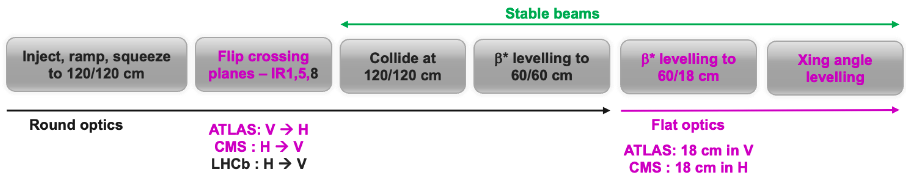 Stable beams
Inject, ramp, squeeze
to 120/120 cm
Flip crossing
planes – IR1,5,8
Collide at
120/120 cm
β* levelling to
60/60 cm
β* levelling to
60/18 cm
Xing angle
levelling
Round optics
Flat optics
ATLAS: V → H
CMS : H → V
LHCb : H → V
ATLAS: 18 cm in V
CMS : 18 cm in H